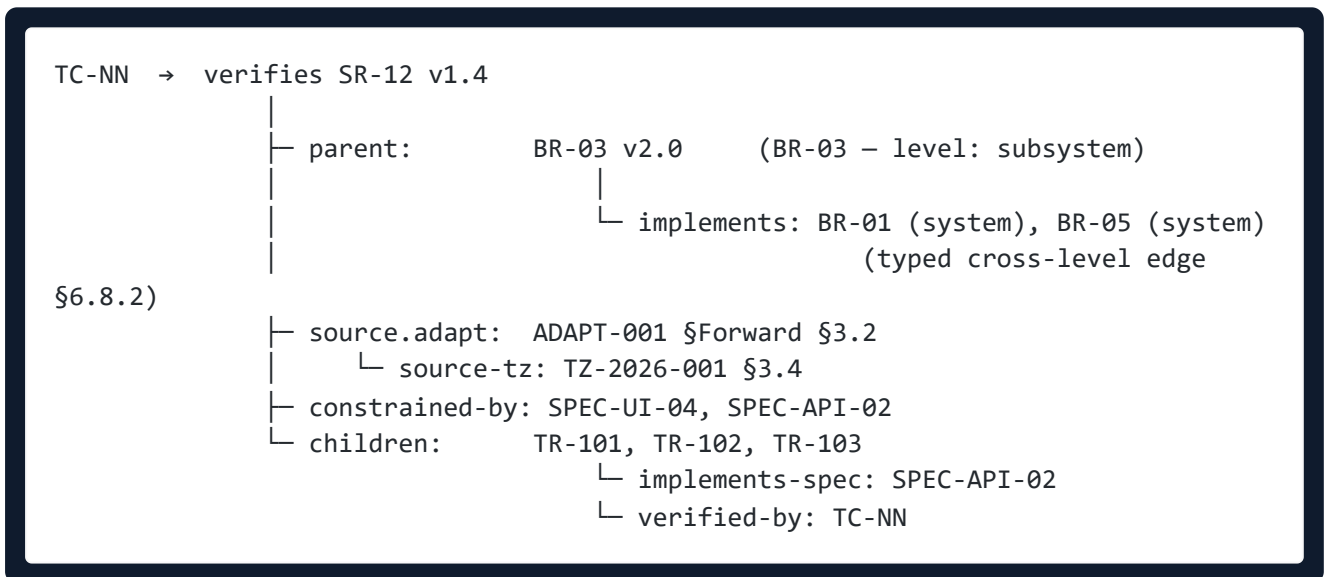 TC-NN → verifies SR-12 v1.4
│
├─ parent: BR-03 v2.0 (BR-03 — level: subsystem)
│ │
│ └─ implements: BR-01 (system), BR-05 (system)
│ (typed cross-level edge
§6.8.2)
├─ source.adapt: ADAPT-001 §Forward §3.2
│ └─ source-tz: TZ-2026-001 §3.4
├─ constrained-by: SPEC-UI-04, SPEC-API-02
└─ children: TR-101, TR-102, TR-103
└─ implements-spec: SPEC-API-02
└─ verified-by: TC-NN